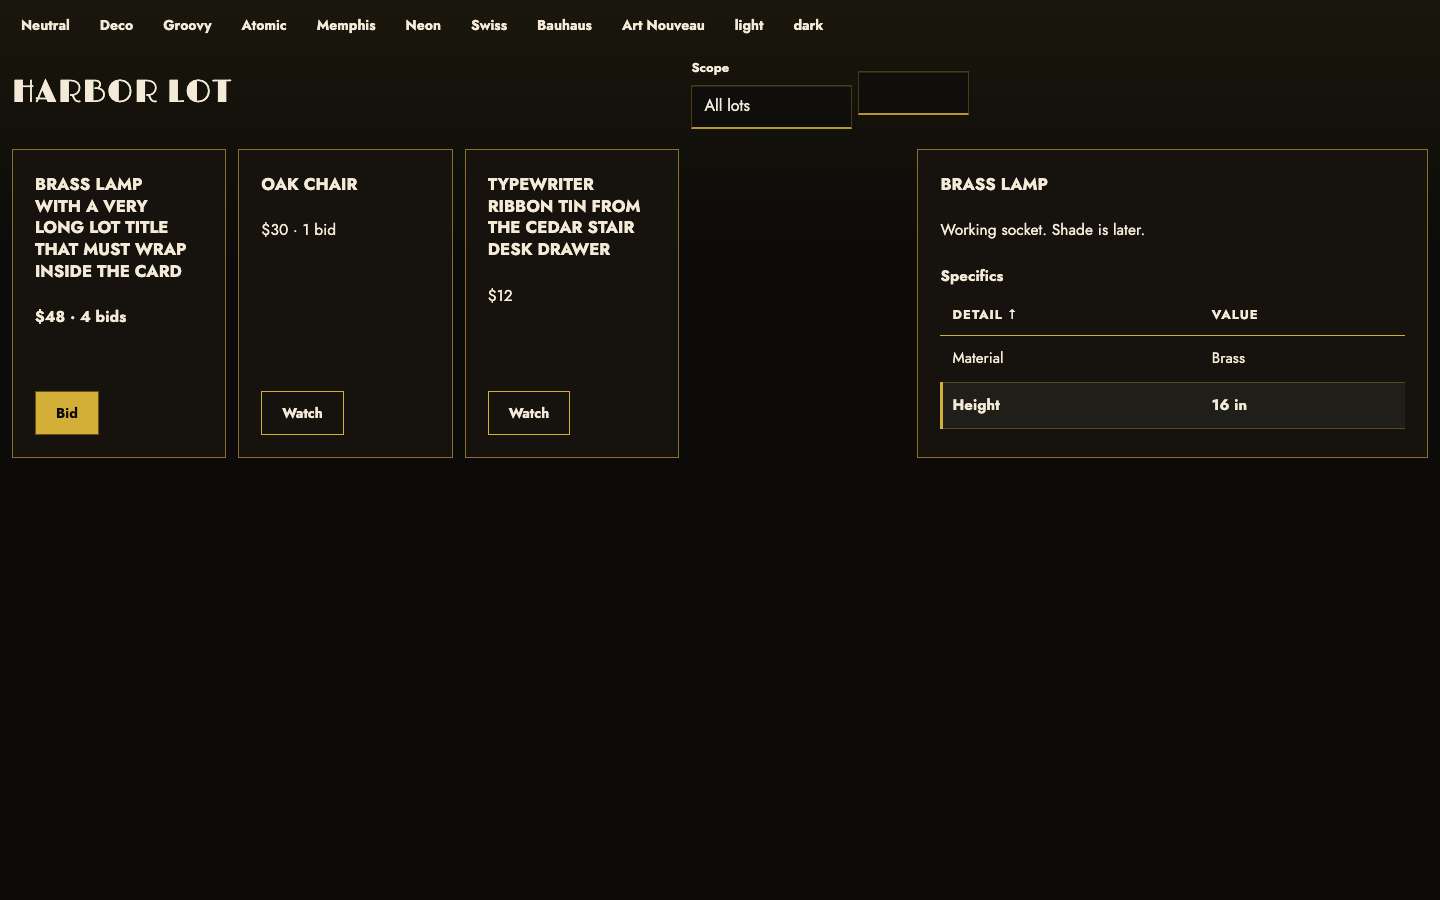 Neutral Deco Groovy Atomic Memphis Neon Swiss Bauhaus Art Nouveau light dark
HARBOR LOT
Scope
All lots
BRASS LAMP
WITH A VERY
LONG LOT TITLE
THAT MUST WRAP
INSIDE THE CARD
$48 · 4 bids
Bid
OAK CHAIR
$30 · 1 bid
Watch
TYPEWRITER
RIBBON TIN FROM
THE CEDAR STAIR
DESK DRAWER
$12
Watch
BRASS LAMP
Working socket. Shade is later.
Specifics
DETAIL ↑ VALUE
Material Brass
Height 16 in